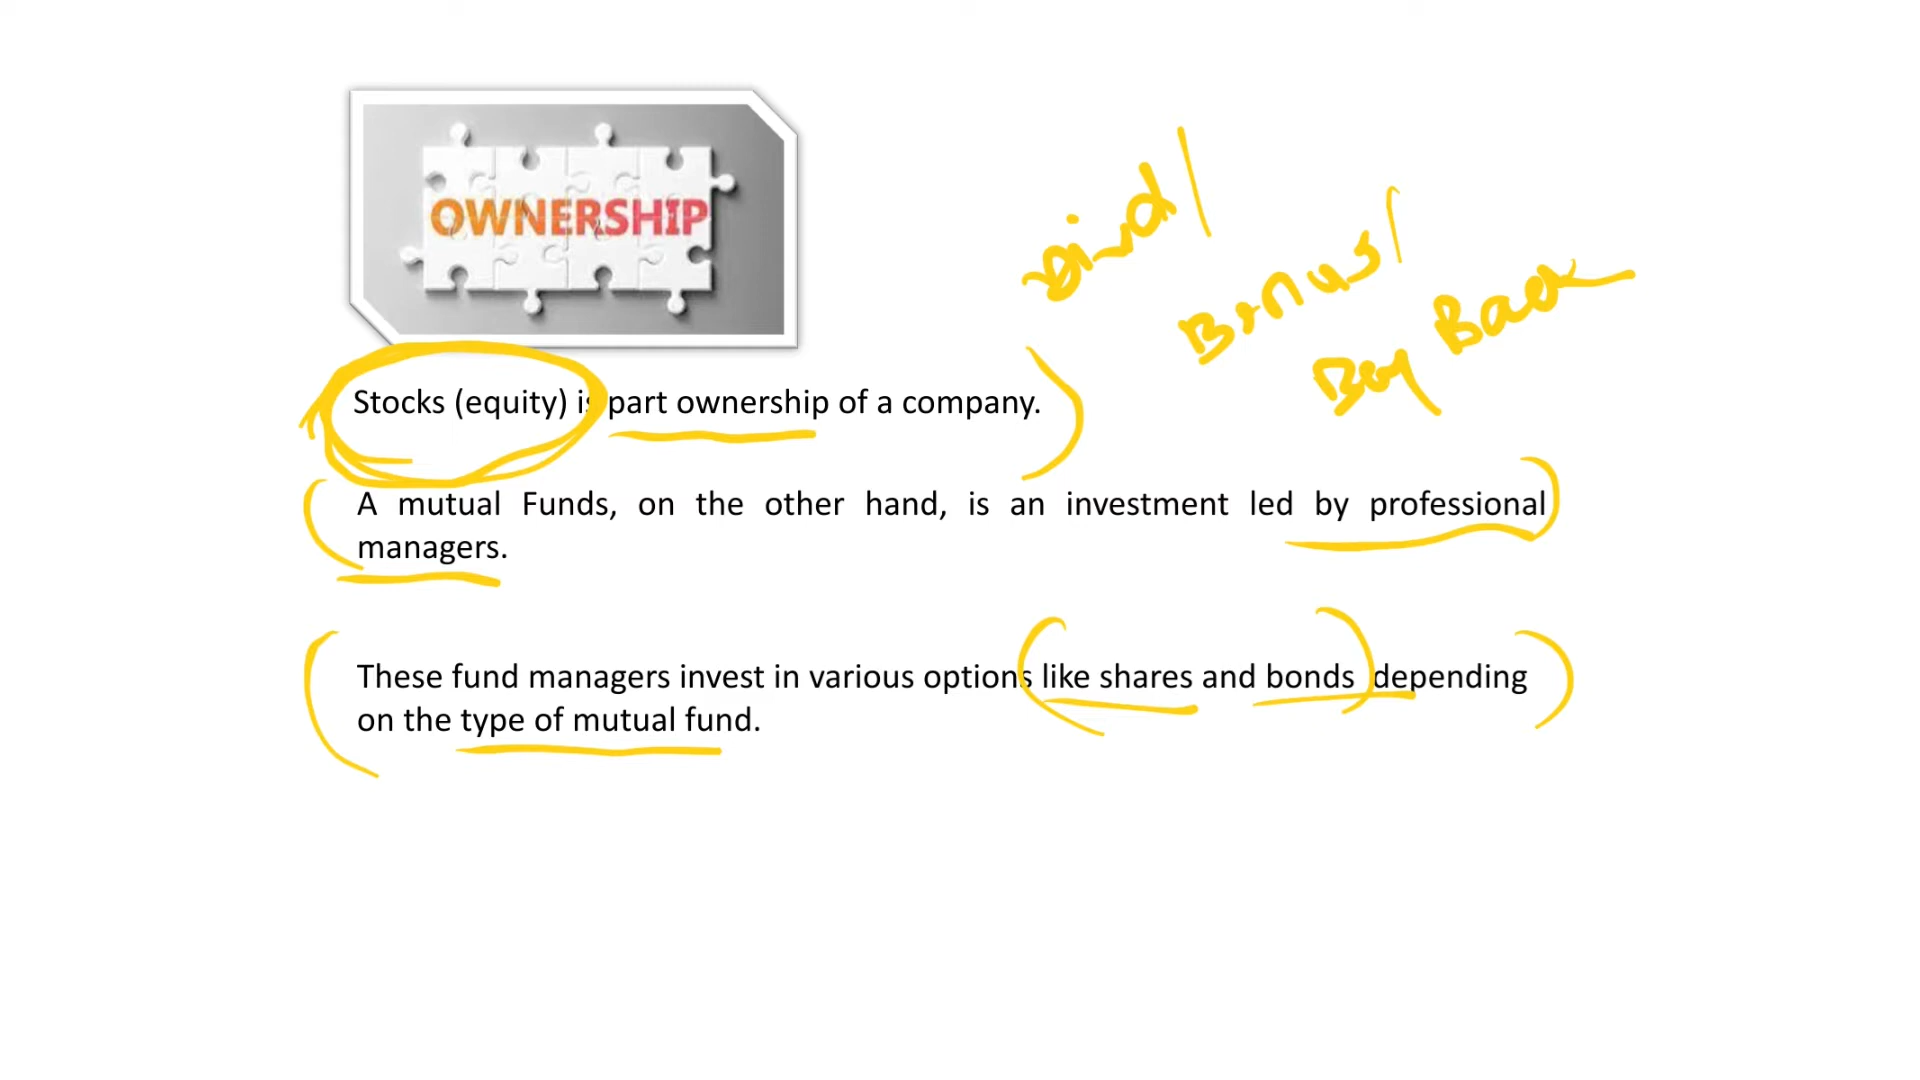 OWNERSHIP
Divd/
Bonus/
Buy Back
Stocks (equity) is part ownership of a company.
A mutual Funds, on the other hand, is an investment led by professional
managers.
These fund managers invest in various options like shares and bonds depending
on the type of mutual fund.